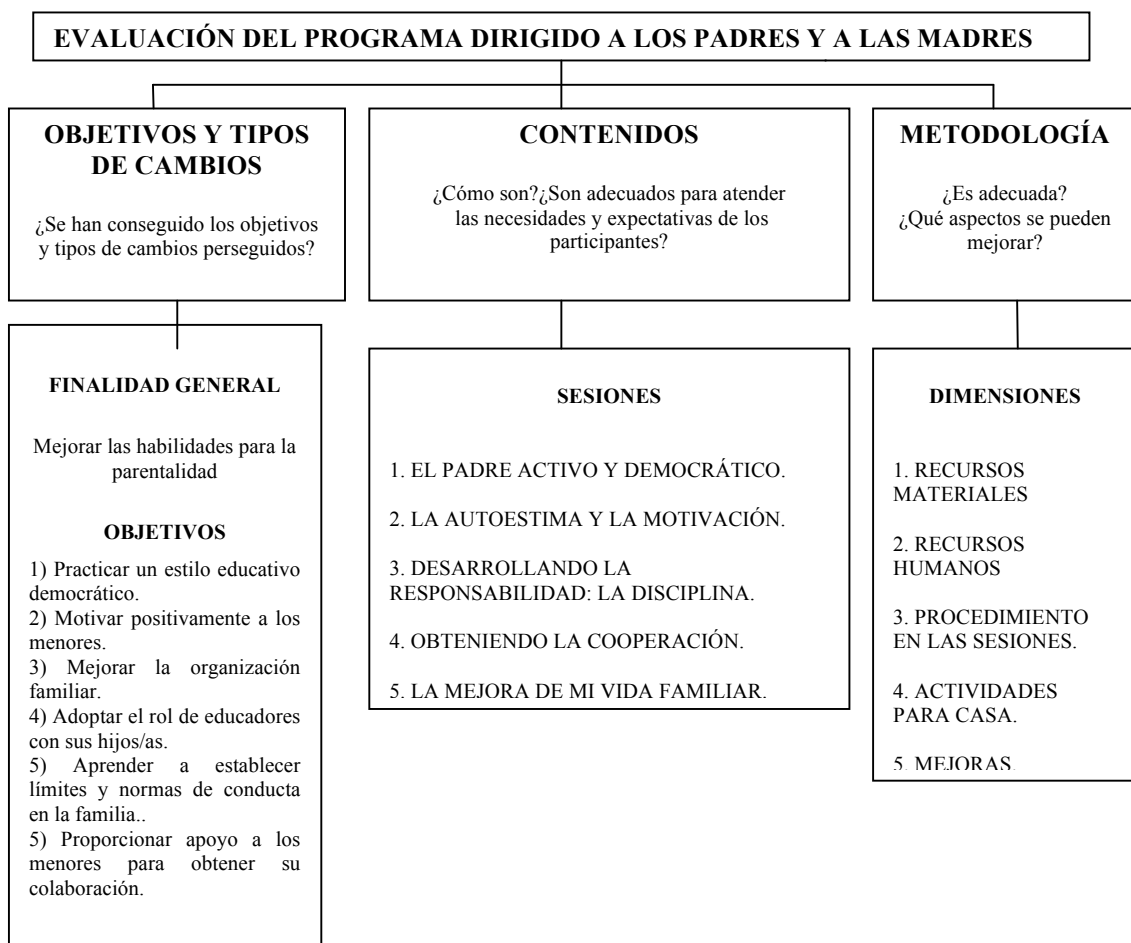 EVALUACIÓN DEL PROGRAMA DIRIGIDO A LOS PADRES Y A LAS MADRES
OBJETIVOS Y TIPOS
DE CAMBIOS
¿Se han conseguido los objetivos
y tipos de cambios perseguidos?
CONTENIDOS
¿Cómo son?¿Son adecuados para atender
las necesidades y expectativas de los
participantes?
METODOLOGÍA
¿Es adecuada?
¿Qué aspectos se pueden
mejorar?
FINALIDAD GENERAL
Mejorar las habilidades para la
parentalidad
OBJETIVOS
1) Practicar un estilo educativo
democrático.
2) Motivar positivamente a los
menores.
3) Mejorar la organización
familiar.
4) Adoptar el rol de educadores
con sus hijos/as.
5) Aprender a establecer
límites y normas de conducta
en la familia..
5) Proporcionar apoyo a los
menores para obtener su
colaboración.
SESIONES
1. EL PADRE ACTIVO Y DEMOCRÁTICO.
2. LA AUTOESTIMA Y LA MOTIVACIÓN.
3. DESARROLLANDO LA
RESPONSABILIDAD: LA DISCIPLINA.
4. OBTENIENDO LA COOPERACIÓN.
5. LA MEJORA DE MI VIDA FAMILIAR.
DIMENSIONES
1. RECURSOS
MATERIALES
2. RECURSOS
HUMANOS
3. PROCEDIMIENTO
EN LAS SESIONES.
4. ACTIVIDADES
PARA CASA.
5. MEJORAS.